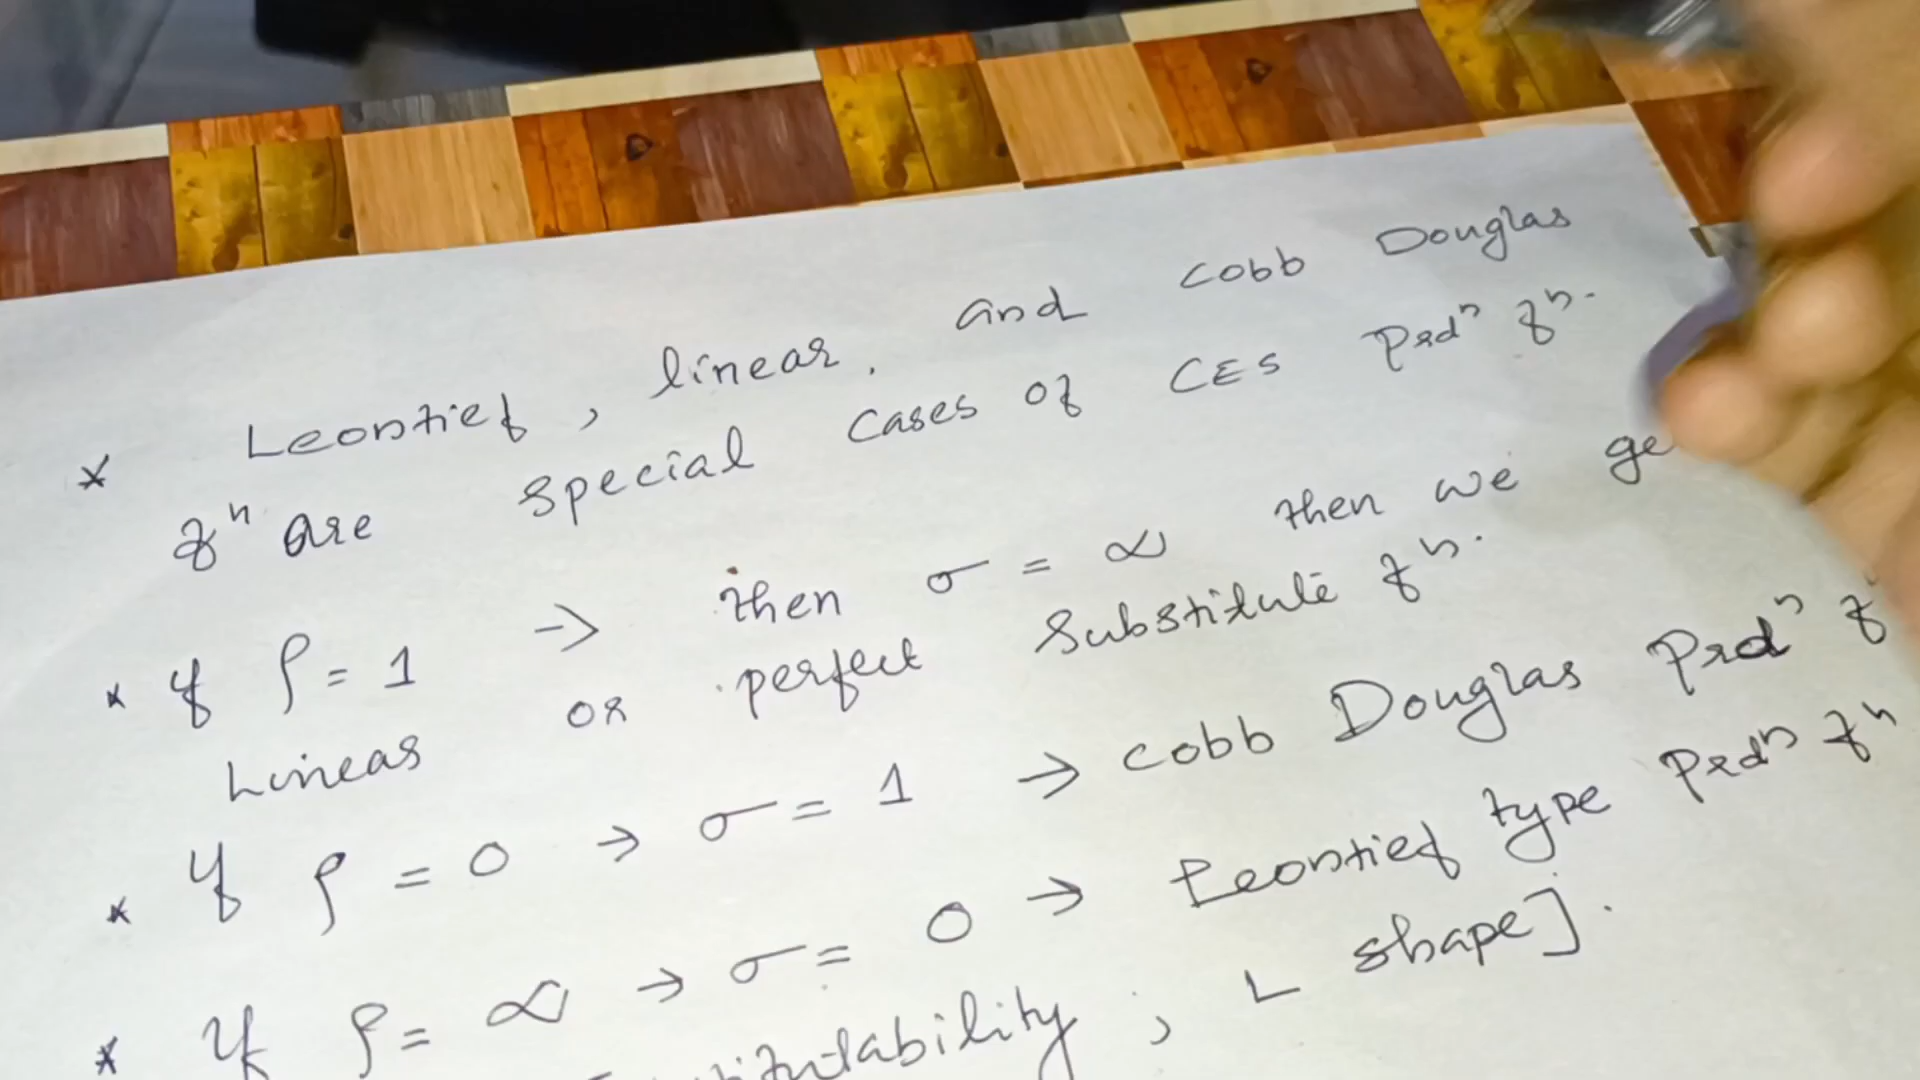 * Leontief, linear, and Cobb Douglas
fⁿ are special cases of CES Prdⁿ fⁿ.
* If ρ = 1 → then σ = ∞ then we ge
Linear or perfect Substitute fⁿ.
* If ρ = 0 → σ = 1 → Cobb Douglas Prdⁿ f
* If ρ = ∞ → σ = 0 → Leontief type Prdⁿ fⁿ
; L shape].